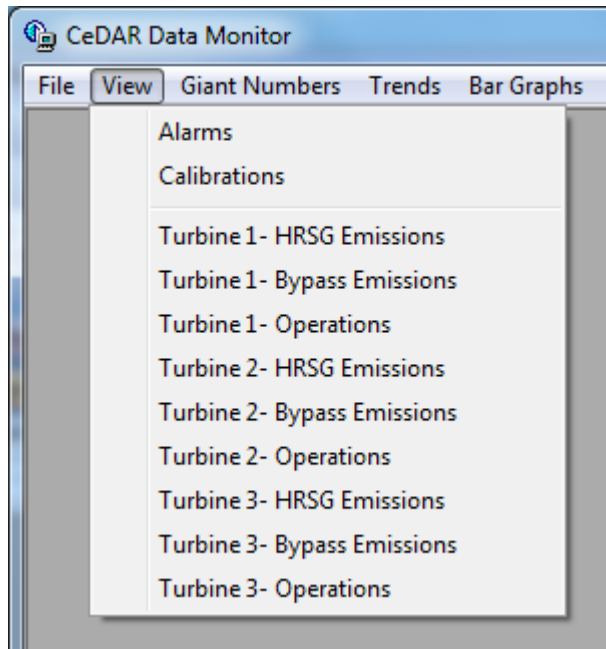 CeDAR Data Monitor
File View Giant Numbers Trends Bar Graphs
Alarms
Calibrations
Turbine 1- HRSG Emissions
Turbine 1- Bypass Emissions
Turbine 1- Operations
Turbine 2- HRSG Emissions
Turbine 2- Bypass Emissions
Turbine 2- Operations
Turbine 3- HRSG Emissions
Turbine 3- Bypass Emissions
Turbine 3- Operations